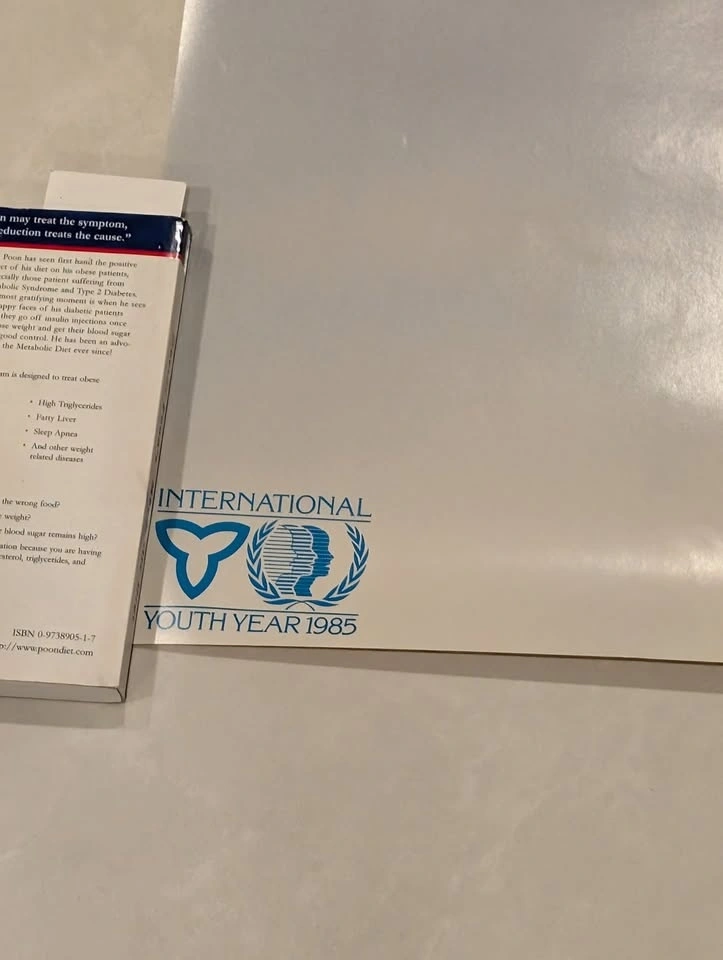 n may treat the symptom,
eduction treats the cause."
Poon has seen first hand the positive
ct of his diet on his obese patients,
cially those patient suffering from
abolic Syndrome and Type 2 Diabetes.
most gratifying moment is when he sees
appy faces of his diabetic patients
they go off insulin injections once
ose weight and get their blood sugar
good control. He has been an advo-
the Metabolic Diet ever since!
am is designed to treat obese
• High Triglycerides
• Fatty Liver
• Sleep Apnea
• And other weight
related diseases
the wrong food?
weight?
blood sugar remains high?
ation because you are having
esterol, triglycerides, and
ISBN 0-9738905-1-7
p://www.poondiet.com
INTERNATIONAL
YOUTH YEAR 1985